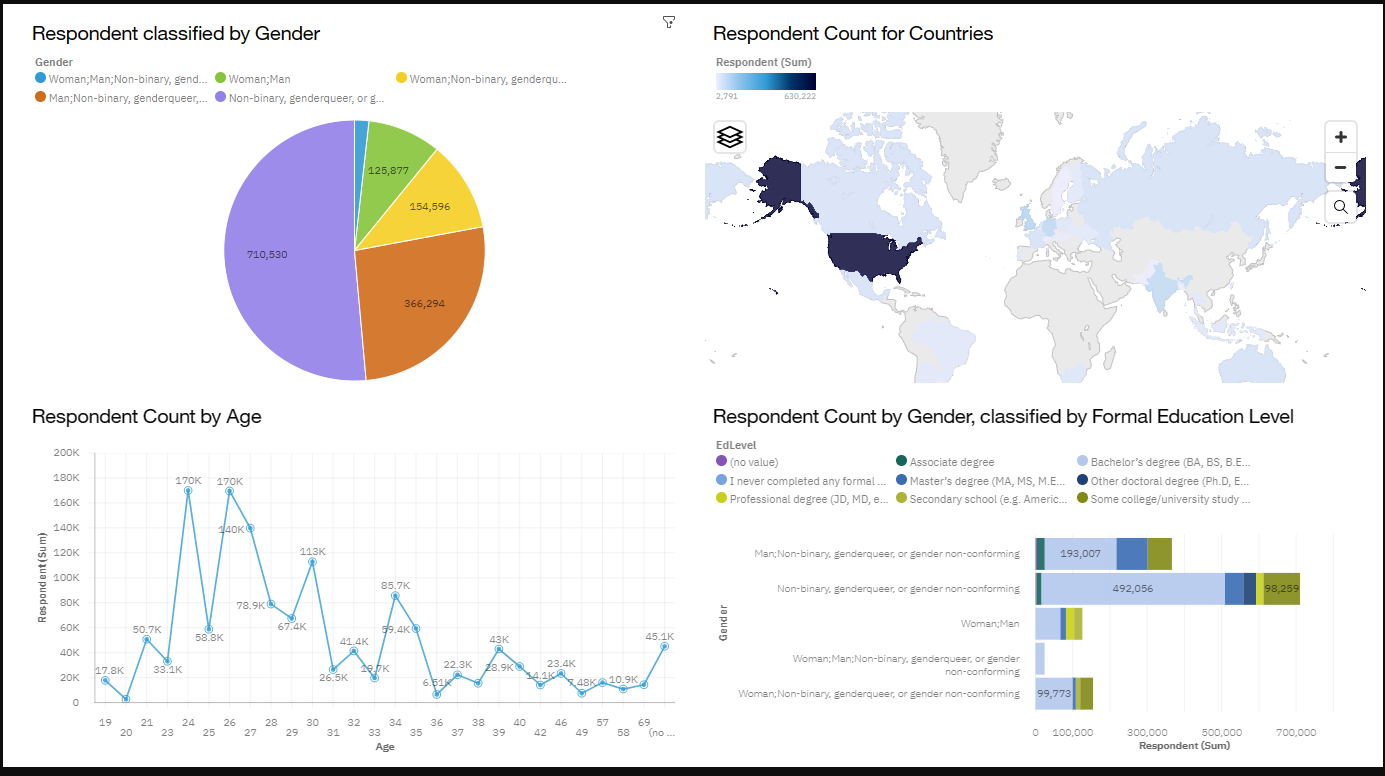 Respondent classified by Gender
Gender
Woman;Man;Non-binary, gend...
Woman;Man
Woman;Non-binary, genderqu...
Man;Non-binary, genderqueer,...
Non-binary, genderqueer, or g...
125,877
154,596
710,530
366,294
Respondent Count for Countries
Respondent (Sum)
2,791
630,222
Respondent Count by Age
Respondent (Sum)
200K
180K
160K
140K
120K
100K
80K
60K
40K
20K
0
17.8K
50.7K
33.1K
170K
58.8K
170K
140K
78.9K
67.4K
113K
26.5K
41.4K
19.7K
85.7K
59.4K
6.51K
22.3K
43K
28.9K
14.1K
23.4K
7.48K
10.9K
45.1K
19 21 24 26 28 30 32 34 36 38 40 46 57 69
20 23 25 27 29 31 33 35 37 39 42 49 58 (no ...
Age
Respondent Count by Gender, classified by Formal Education Level
EdLevel
(no value)
Associate degree
Bachelor's degree (BA, BS, B.E...
I never completed any formal ...
Master's degree (MA, MS, M.E...
Other doctoral degree (Ph.D, E...
Professional degree (JD, MD, e...
Secondary school (e.g. Americ...
Some college/university study ...
Gender
Man;Non-binary, genderqueer, or gender non-conforming
193,007
Non-binary, genderqueer, or gender non-conforming
492,056
98,259
Woman;Man
Woman;Man;Non-binary, genderqueer, or gender
non-conforming
Woman;Non-binary, genderqueer, or gender non-conforming
99,773
0 100,000 300,000 500,000 700,000
Respondent (Sum)